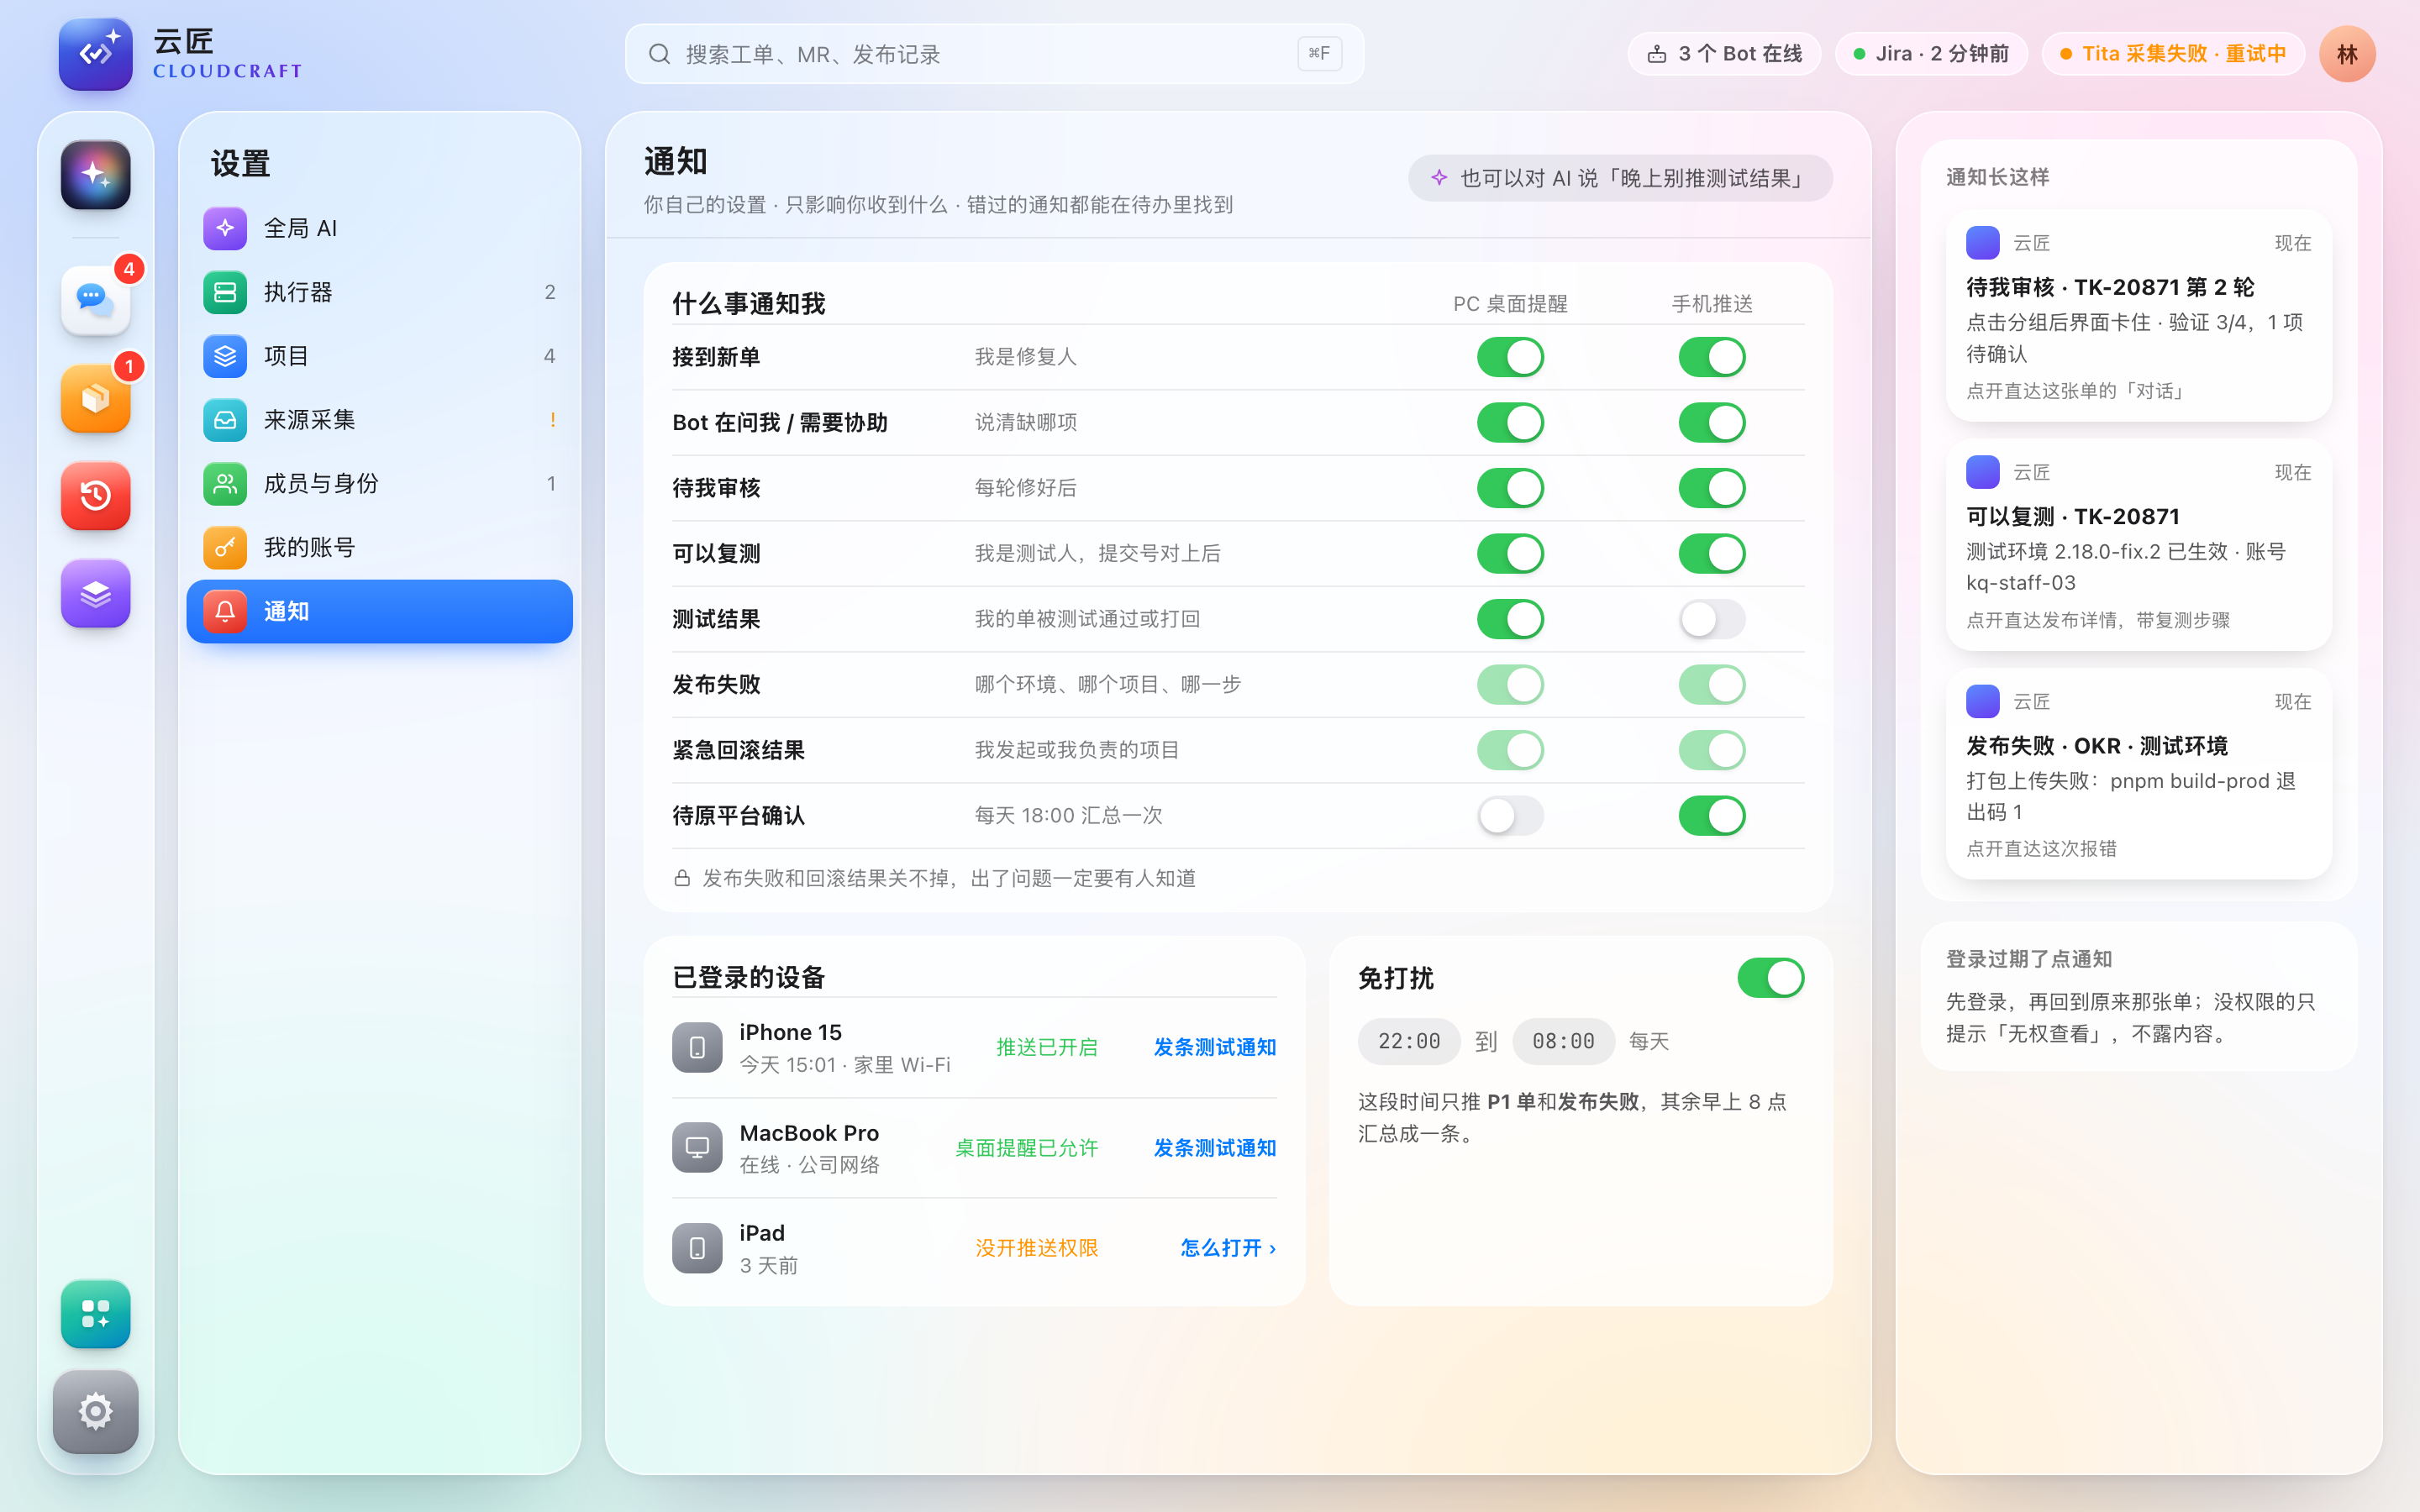 云匠
CLOUDCRAFT
搜索工单、MR、发布记录
⌘F
3 个 Bot 在线
Jira · 2 分钟前
Tita 采集失败 · 重试中
林
4
1
设置
全局 AI
执行器
2
项目
4
来源采集
!
成员与身份
1
我的账号
通知
通知
你自己的设置 · 只影响你收到什么 · 错过的通知都能在待办里找到
也可以对 AI 说「晚上别推测试结果」
什么事通知我
PC 桌面提醒
手机推送
接到新单
我是修复人
Bot 在问我 / 需要协助
说清缺哪项
待我审核
每轮修好后
可以复测
我是测试人，提交号对上后
测试结果
我的单被测试通过或打回
发布失败
哪个环境、哪个项目、哪一步
紧急回滚结果
我发起或我负责的项目
待原平台确认
每天 18:00 汇总一次
发布失败和回滚结果关不掉，出了问题一定要有人知道
已登录的设备
iPhone 15
今天 15:01 · 家里 Wi-Fi
推送已开启
发条测试通知
MacBook Pro
在线 · 公司网络
桌面提醒已允许
发条测试通知
iPad
3 天前
没开推送权限
怎么打开 ›
免打扰
22:00 到 08:00 每天
这段时间只推 P1 单和发布失败，其余早上 8 点
汇总成一条。
通知长这样
云匠
现在
待我审核 · TK-20871 第 2 轮
点击分组后界面卡住 · 验证 3/4，1 项
待确认
点开直达这张单的「对话」
云匠
现在
可以复测 · TK-20871
测试环境 2.18.0-fix.2 已生效 · 账号
kq-staff-03
点开直达发布详情，带复测步骤
云匠
现在
发布失败 · OKR · 测试环境
打包上传失败：pnpm build-prod 退
出码 1
点开直达这次报错
登录过期了点通知
先登录，再回到原来那张单；没权限的只
提示「无权查看」，不露内容。